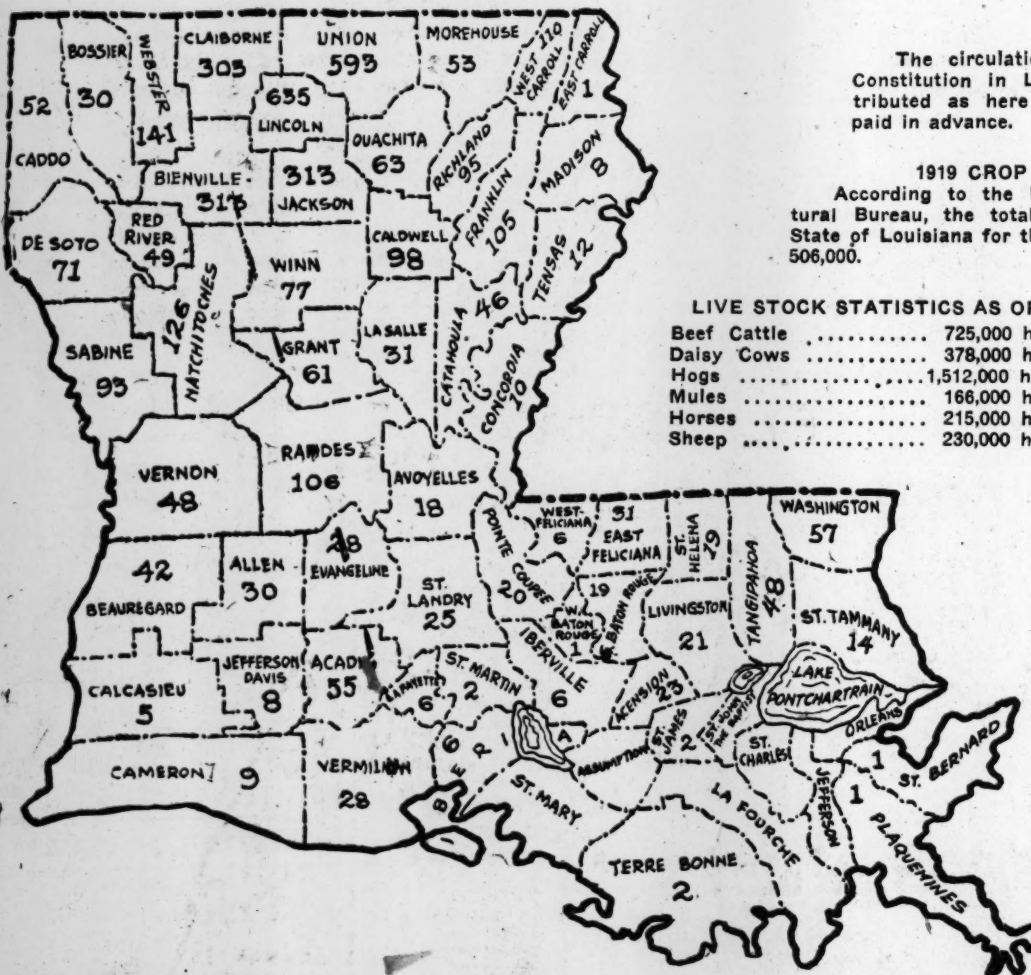 The circulatio
Constitution in L
tributed as here
paid in advance.
1919 CROP
According to the
tural Bureau, the total
State of Louisiana for th
506,000.
LIVE STOCK STATISTICS AS O
Beef Cattle ............ 725,000 h
Daisy Cows ............ 378,000 h
Hogs .................. 1,512,000 h
Mules ................. 166,000 h
Horses ................ 215,000 h
Sheep ................. 230,000 h
52
CADDO
BOSSIER
30
WEBSTER
141
CLAIBORNE
303
UNION
593
MOREHOUSE
53
WEST CARROLL
110
EAST CARROLL
1
635
LINCOLN
OUACHITA
63
RICHLAND
95
MADISON
8
BIENVILLE
313
313
JACKSON
FRANKLIN
105
TENSAS
12
DE SOTO
71
RED
RIVER
49
CALDWELL
98
WINN
77
126
NATCHITOCHES
LA SALLE
31
CATAHOULA
46
SABINE
93
GRANT
61
CONCORDIA
10
VERNON
48
RAPIDES
106
AVOYELLES
18
42
BEAUREGARD
ALLEN
30
EVANGELINE
ST.
LANDRY
25
POINTE COUPEE
20
WEST-
FELICIANA
6
31
EAST
FELICIANA
ST.
HELENA
19
TANGIPAHOA
48
WASHINGTON
57
19
E. BATON ROUGE
W.
BATON
ROUGE
1
LIVINGSTON
21
ST. TAMMANY
14
CALCASIEU
5
JEFFERSON
DAVIS
8
ACADI
55
LAFAYETTE
6
ST. MARTIN
2
IBERVILLE
6
ACENSION
23
LAKE
PONTCHARTRAIN
ORLEANS
CAMERON
9
VERMILION
28
6
I
B
E
R
I
A
ASSUMPTION
ST.
JAMES
2
ST. JOHN
THE BAPTIST
ST.
CHARLES
JEFFERSON
1
ST. BERNARD
ST. MARY
LA FOURCHE
1
PLAQUEMINES
TERRE BONNE
2